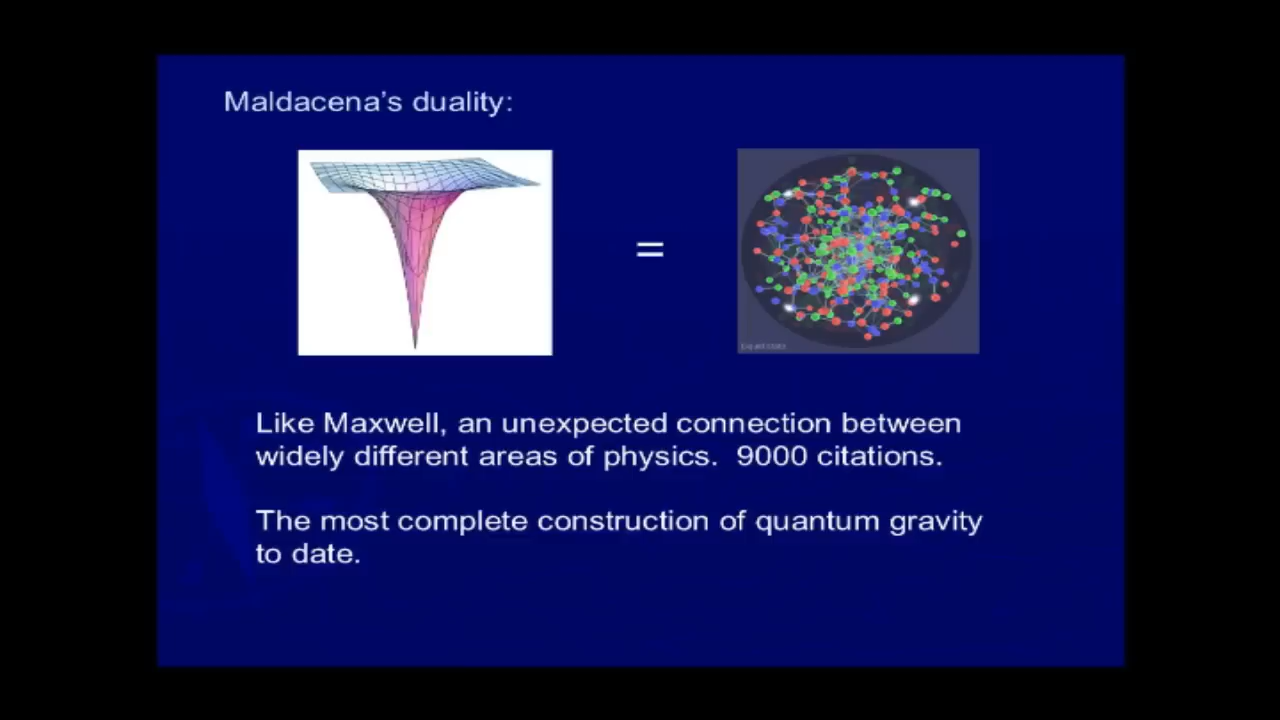 Maldacena's duality:
=
Like Maxwell, an unexpected connection between
widely different areas of physics.  9000 citations.
The most complete construction of quantum gravity
to date.